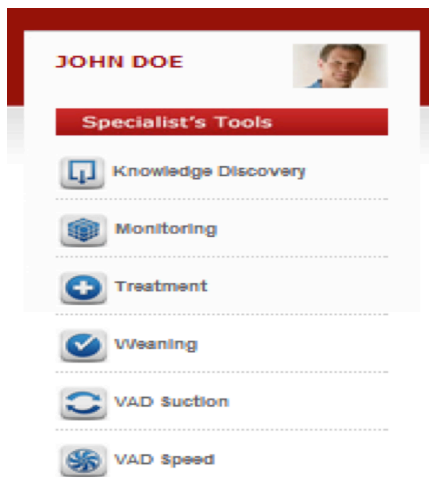 JOHN DOE
Specialist's Tools
Knowledge Discovery
Monitoring
Treatment
Weaning
VAD Suction
VAD Speed